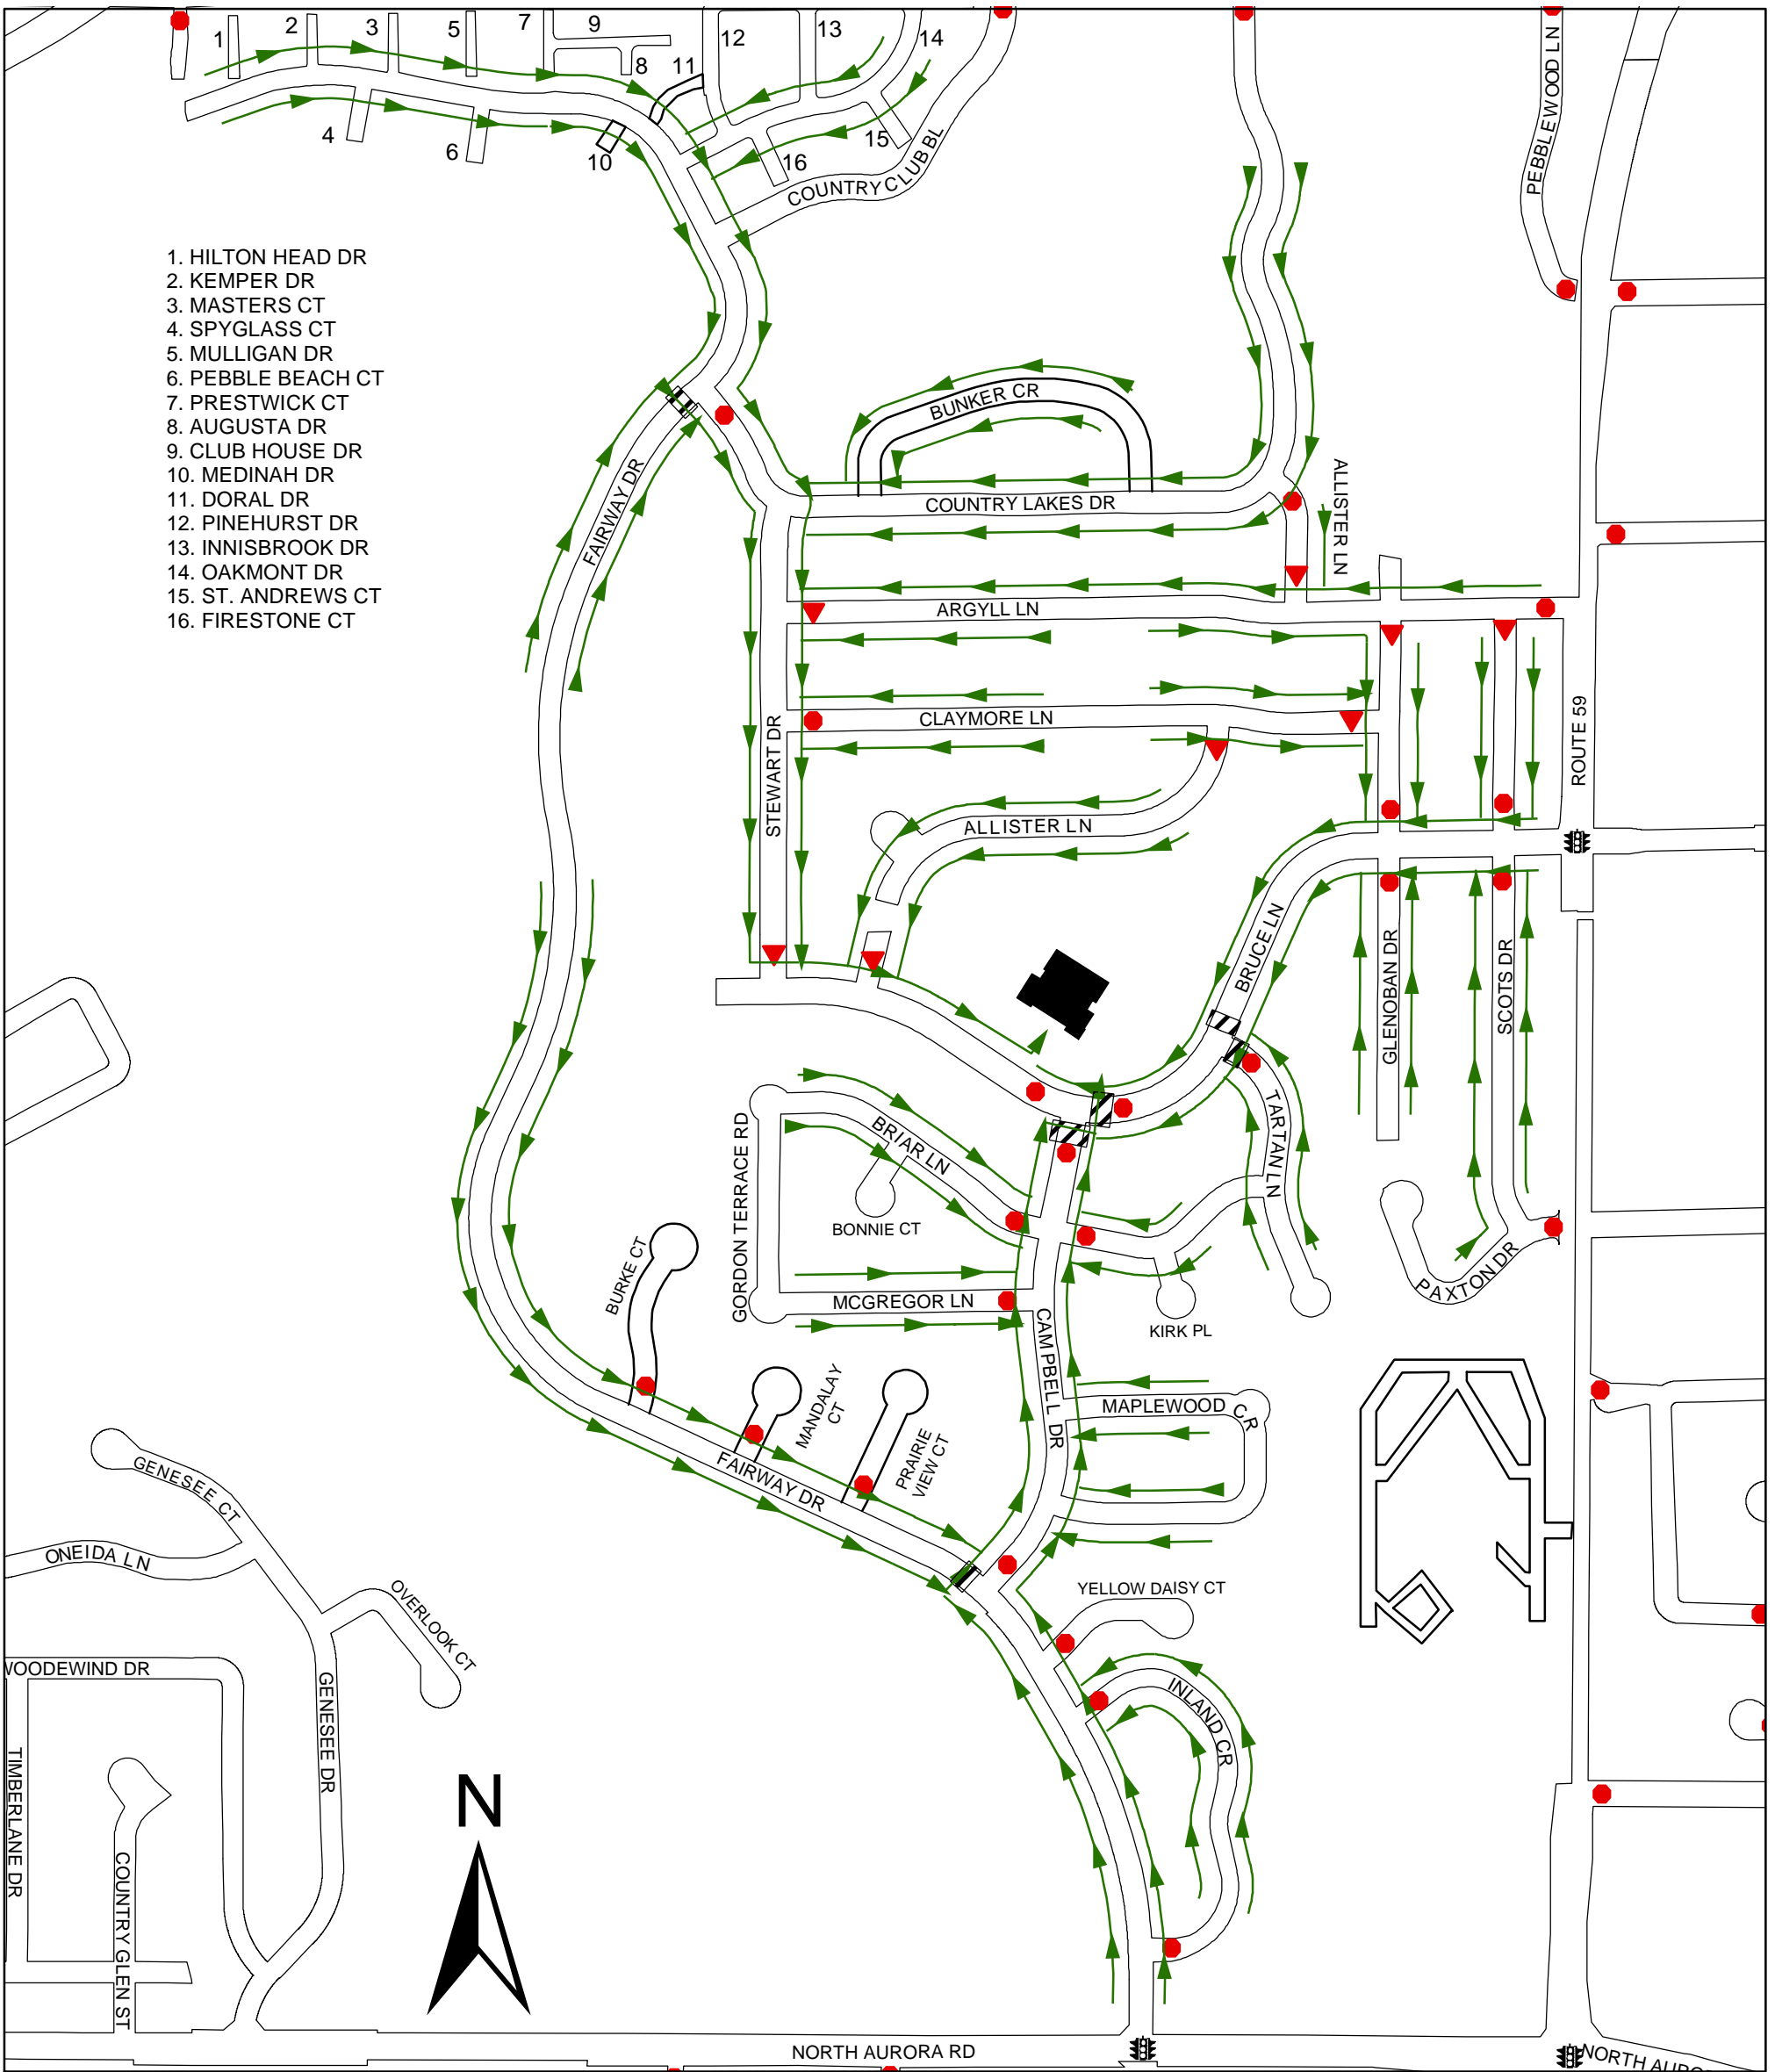 1
2
3
5
7
9
8
11
12
13
14
4
6
10
15
16
COUNTRY CLUB BL
PEBBLEWOOD LN
1. HILTON HEAD DR
2. KEMPER DR
3. MASTERS CT
4. SPYGLASS CT
5. MULLIGAN DR
6. PEBBLE BEACH CT
7. PRESTWICK CT
8. AUGUSTA DR
9. CLUB HOUSE DR
10. MEDINAH DR
11. DORAL DR
12. PINEHURST DR
13. INNISBROOK DR
14. OAKMONT DR
15. ST. ANDREWS CT
16. FIRESTONE CT
BUNKER CR
FAIRWAY DR
COUNTRY LAKES DR
ALLISTER LN
ARGYLL LN
CLAYMORE LN
STEWART DR
ROUTE 59
ALLISTER LN
BRUCE LN
GLENOBAN DR
SCOTS DR
TARTAN LN
BRIAR LN
GORDON TERRACE RD
BONNIE CT
BURKE CT
MCGREGOR LN
CAMPBELL DR
KIRK PL
PAXTON DR
MANDALAY
CT
MAPLEWOOD CR
PRAIRIE
VIEW CT
FAIRWAY DR
GENESEE CT
ONEIDA LN
OVERLOOK CT
YELLOW DAISY CT
WOODEWIND DR
GENESEE DR
INLAND CR
TIMBERLANE DR
N
COUNTRY GLEN ST
NORTH AURORA RD
NORTH AURO